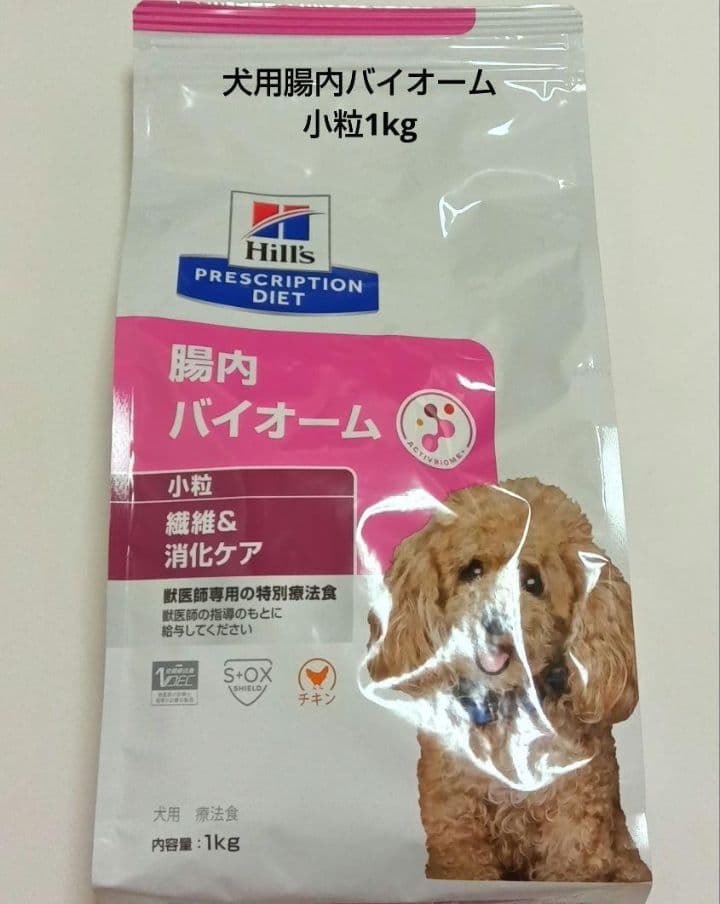 犬用腸内バイオーム
小粒1kg
Hill's
PRESCRIPTION
DIET
腸内
バイオーム
ACTIVBIOME+
小粒
繊維&
消化ケア
獣医師専用の特別療法食
獣医師の指導のもとに
給与してください
S+OX
SHIELD
チキン
犬用 療法食
内容量：1kg